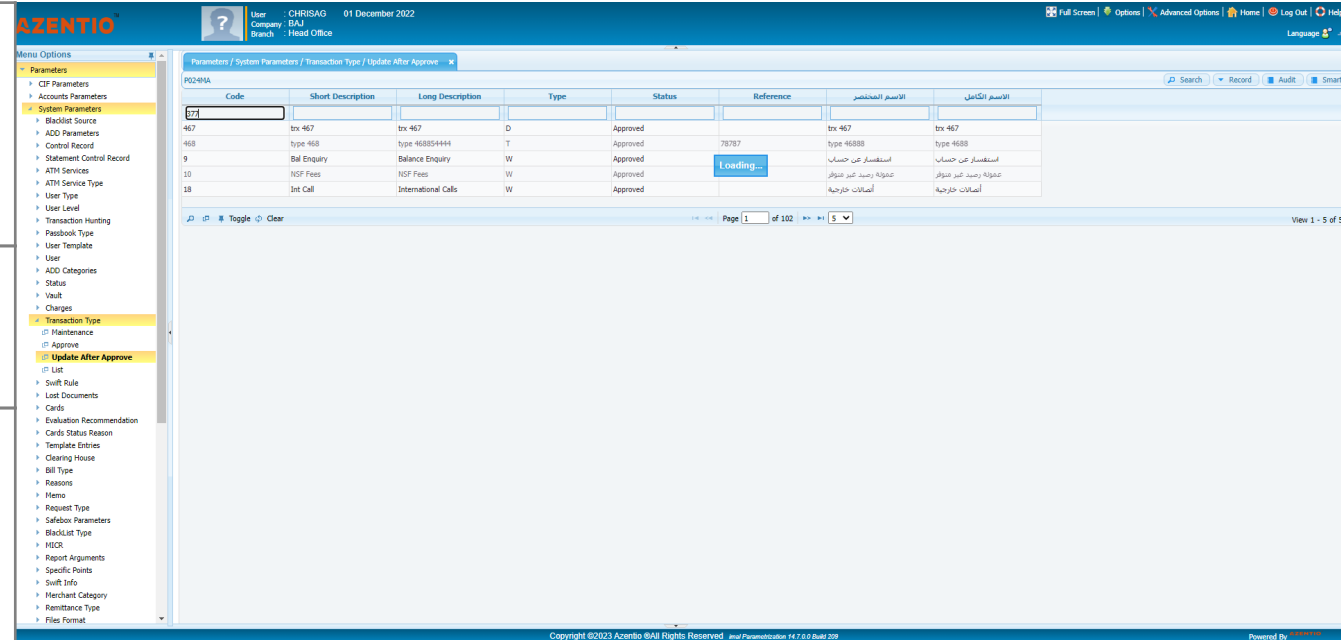 AZENTIO
User : CHRISAG 01 December 2022
Company : BAJ
Branch : Head Office
Full Screen | Options | Advanced Options | Home | Log Out | Help
Language
Menu Options
Parameters
CIF Parameters
Accounts Parameters
System Parameters
Blacklist Source
ADD Parameters
Control Record
Statement Control Record
ATM Services
ATM Service Type
User Type
User Level
Transaction Hunting
Passbook Type
User Template
User
ADD Categories
Status
Vault
Charges
Transaction Type
Maintenance
Approve
Update After Approve
List
Swift Rule
Lost Documents
Cards
Evaluation Recommendation
Cards Status Reason
Template Entries
Clearing House
Bill Type
Reasons
Memo
Request Type
Safebox Parameters
BlackList Type
MICR
Report Arguments
Specific Points
Swift Info
Merchant Category
Remittance Type
Files Format
Parameters / System Parameters / Transaction Type / Update After Approve x
P024MA
Search Record Audit Smart
Code Short Description Long Description Type Status Reference الاسم المختصر الاسم الكامل
377
467 trx 467 trx 467 D Approved trx 467 trx 467
468 type 468 type 468854444 T Approved 78787 type 46888 type 4688
9 Bal Enquiry Balance Enquiry W Approved استفسار عن حساب استفسار عن حساب
Loading...
10 NSF Fees NSF Fees W Approved عمولة رصيد غير متوفر عمولة رصيد غير متوفر
18 Int Call International Calls W Approved أتصالات خارجية أتصالات خارجية
Toggle Clear
Page 1 of 102 5
View 1 - 5 of 5
Copyright ©2023 Azentio ®All Rights Reserved imal Parametrization 14.7.0.0 Build 209
Powered By AZENTIO